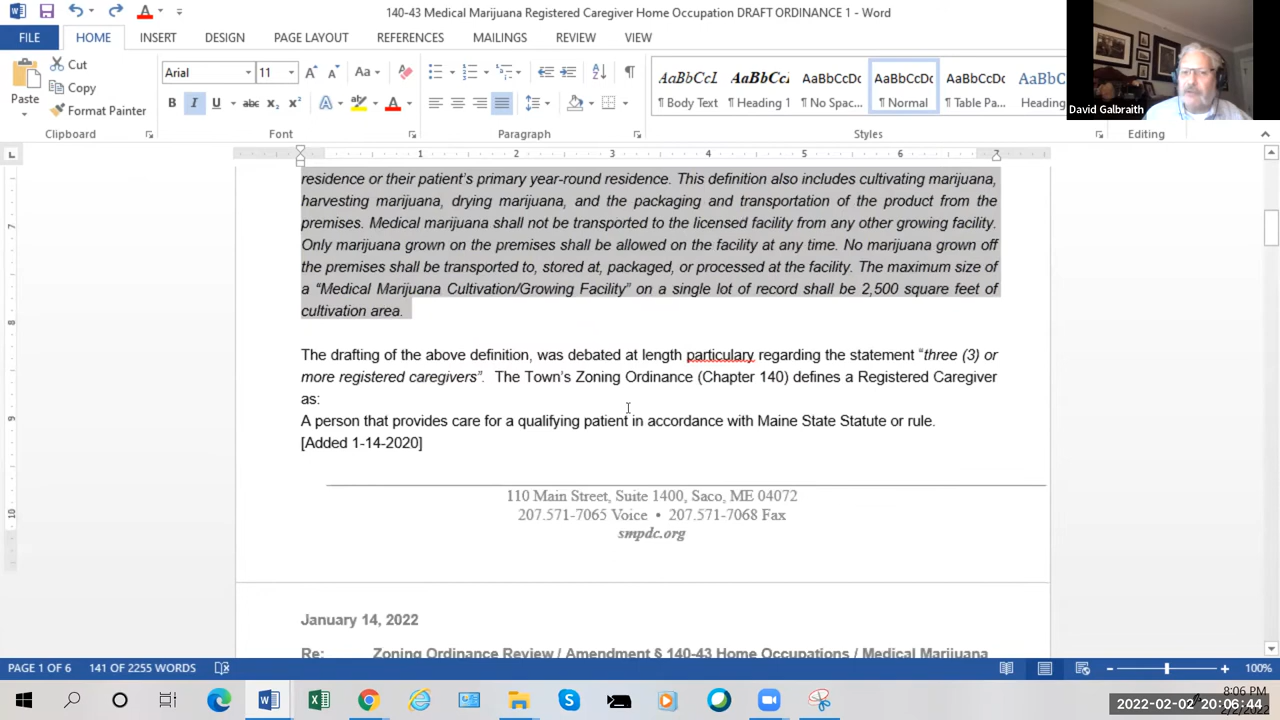 140-43 Medical Marijuana Registered Caregiver Home Occupation DRAFT ORDINANCE 1 - Word
FILE HOME INSERT DESIGN PAGE LAYOUT REFERENCES MAILINGS REVIEW VIEW
Cut
Copy
Format Painter
Paste
Clipboard
Arial 11
Font
Paragraph
AaBbCcI AaBbCcI AaBbCcDc AaBbCcDc AaBbCcDc AaBbC
¶ Body Text ¶ Heading ¶ No Spac... ¶ Normal ¶ Table Pa... Heading
Styles
Editing
David Galbraith
1 2 3 4 5 6 7
residence or their patient's primary year-round residence. This definition also includes cultivating marijuana,
harvesting marijuana, drying marijuana, and the packaging and transportation of the product from the
premises. Medical marijuana shall not be transported to the licensed facility from any other growing facility.
Only marijuana grown on the premises shall be allowed on the facility at any time. No marijuana grown off
the premises shall be transported to, stored at, packaged, or processed at the facility. The maximum size of
a “Medical Marijuana Cultivation/Growing Facility” on a single lot of record shall be 2,500 square feet of
cultivation area.
The drafting of the above definition, was debated at length particulary regarding the statement “three (3) or
more registered caregivers”. The Town's Zoning Ordinance (Chapter 140) defines a Registered Caregiver
as:
A person that provides care for a qualifying patient in accordance with Maine State Statute or rule.
[Added 1-14-2020]
110 Main Street, Suite 1400, Saco, ME 04072
207.571-7065 Voice • 207.571-7068 Fax
smpdc.org
January 14, 2022
Re: Zoning Ordinance Review / Amendment § 140-43 Home Occupations / Medical Marijuana
7
8
9
10
PAGE 1 OF 6 141 OF 2255 WORDS 100%
8:06 PM
2022-02-02 20:06:44